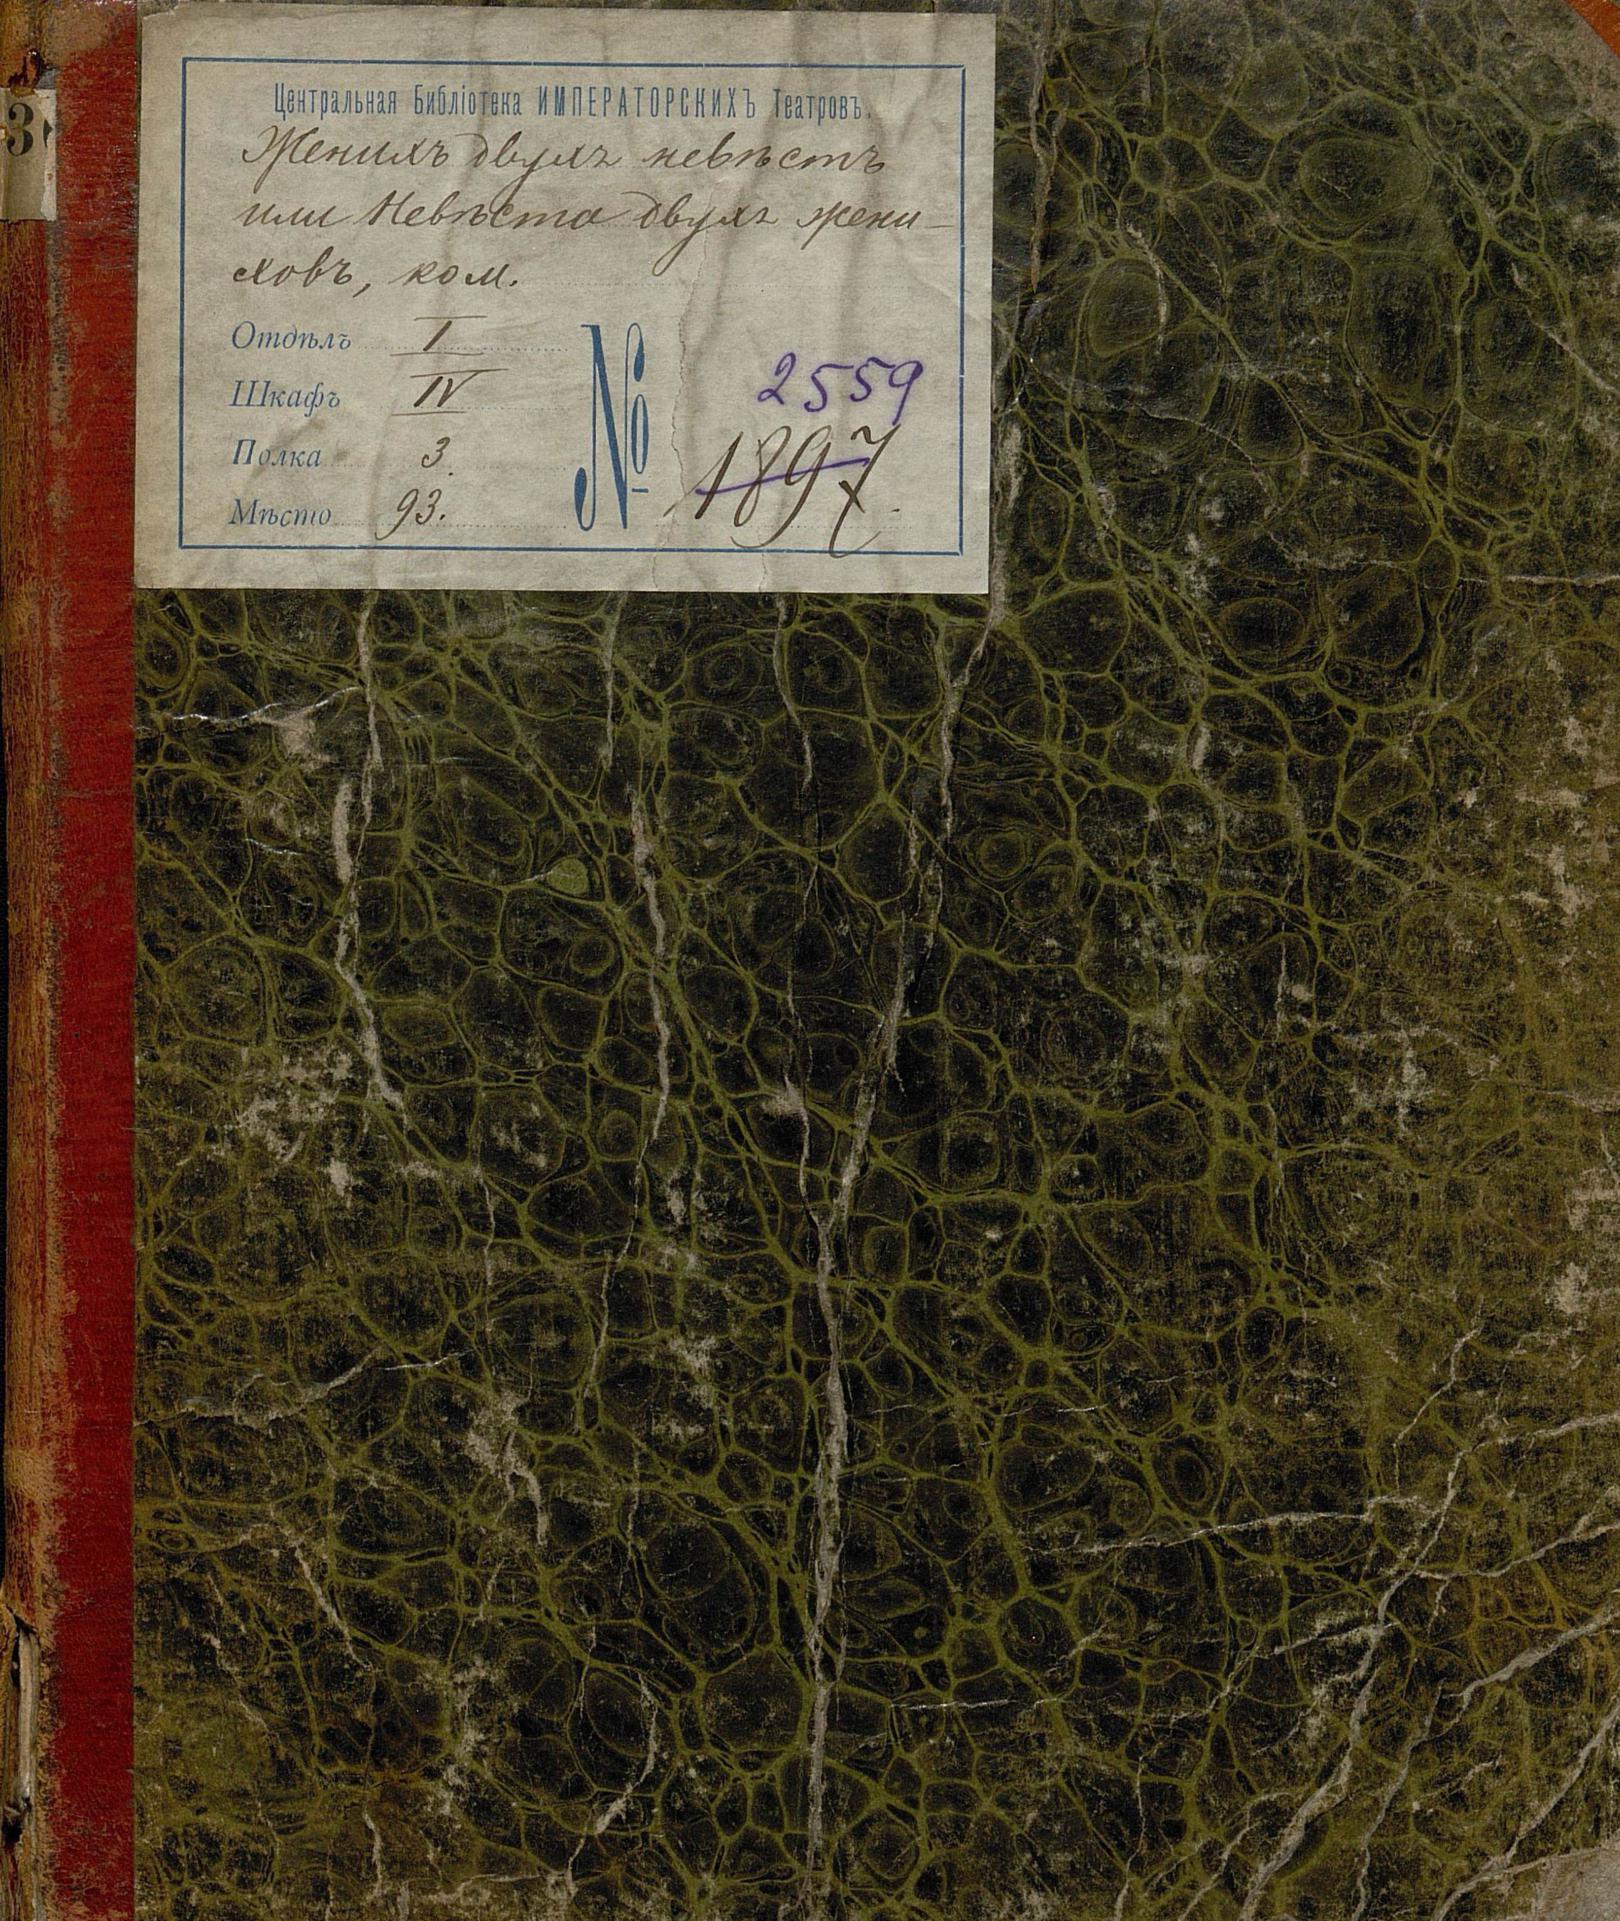 Центральная Библіотека ИМПЕРАТОРСКИХЪ Театровъ.
Женихъ двухъ невѣстъ
или Невѣста двухъ жени-
ховъ, ком.
Отдѣлъ I
Шкафъ IV
Полка 3.
Мѣсто 93.
№ 2559
1897.
3